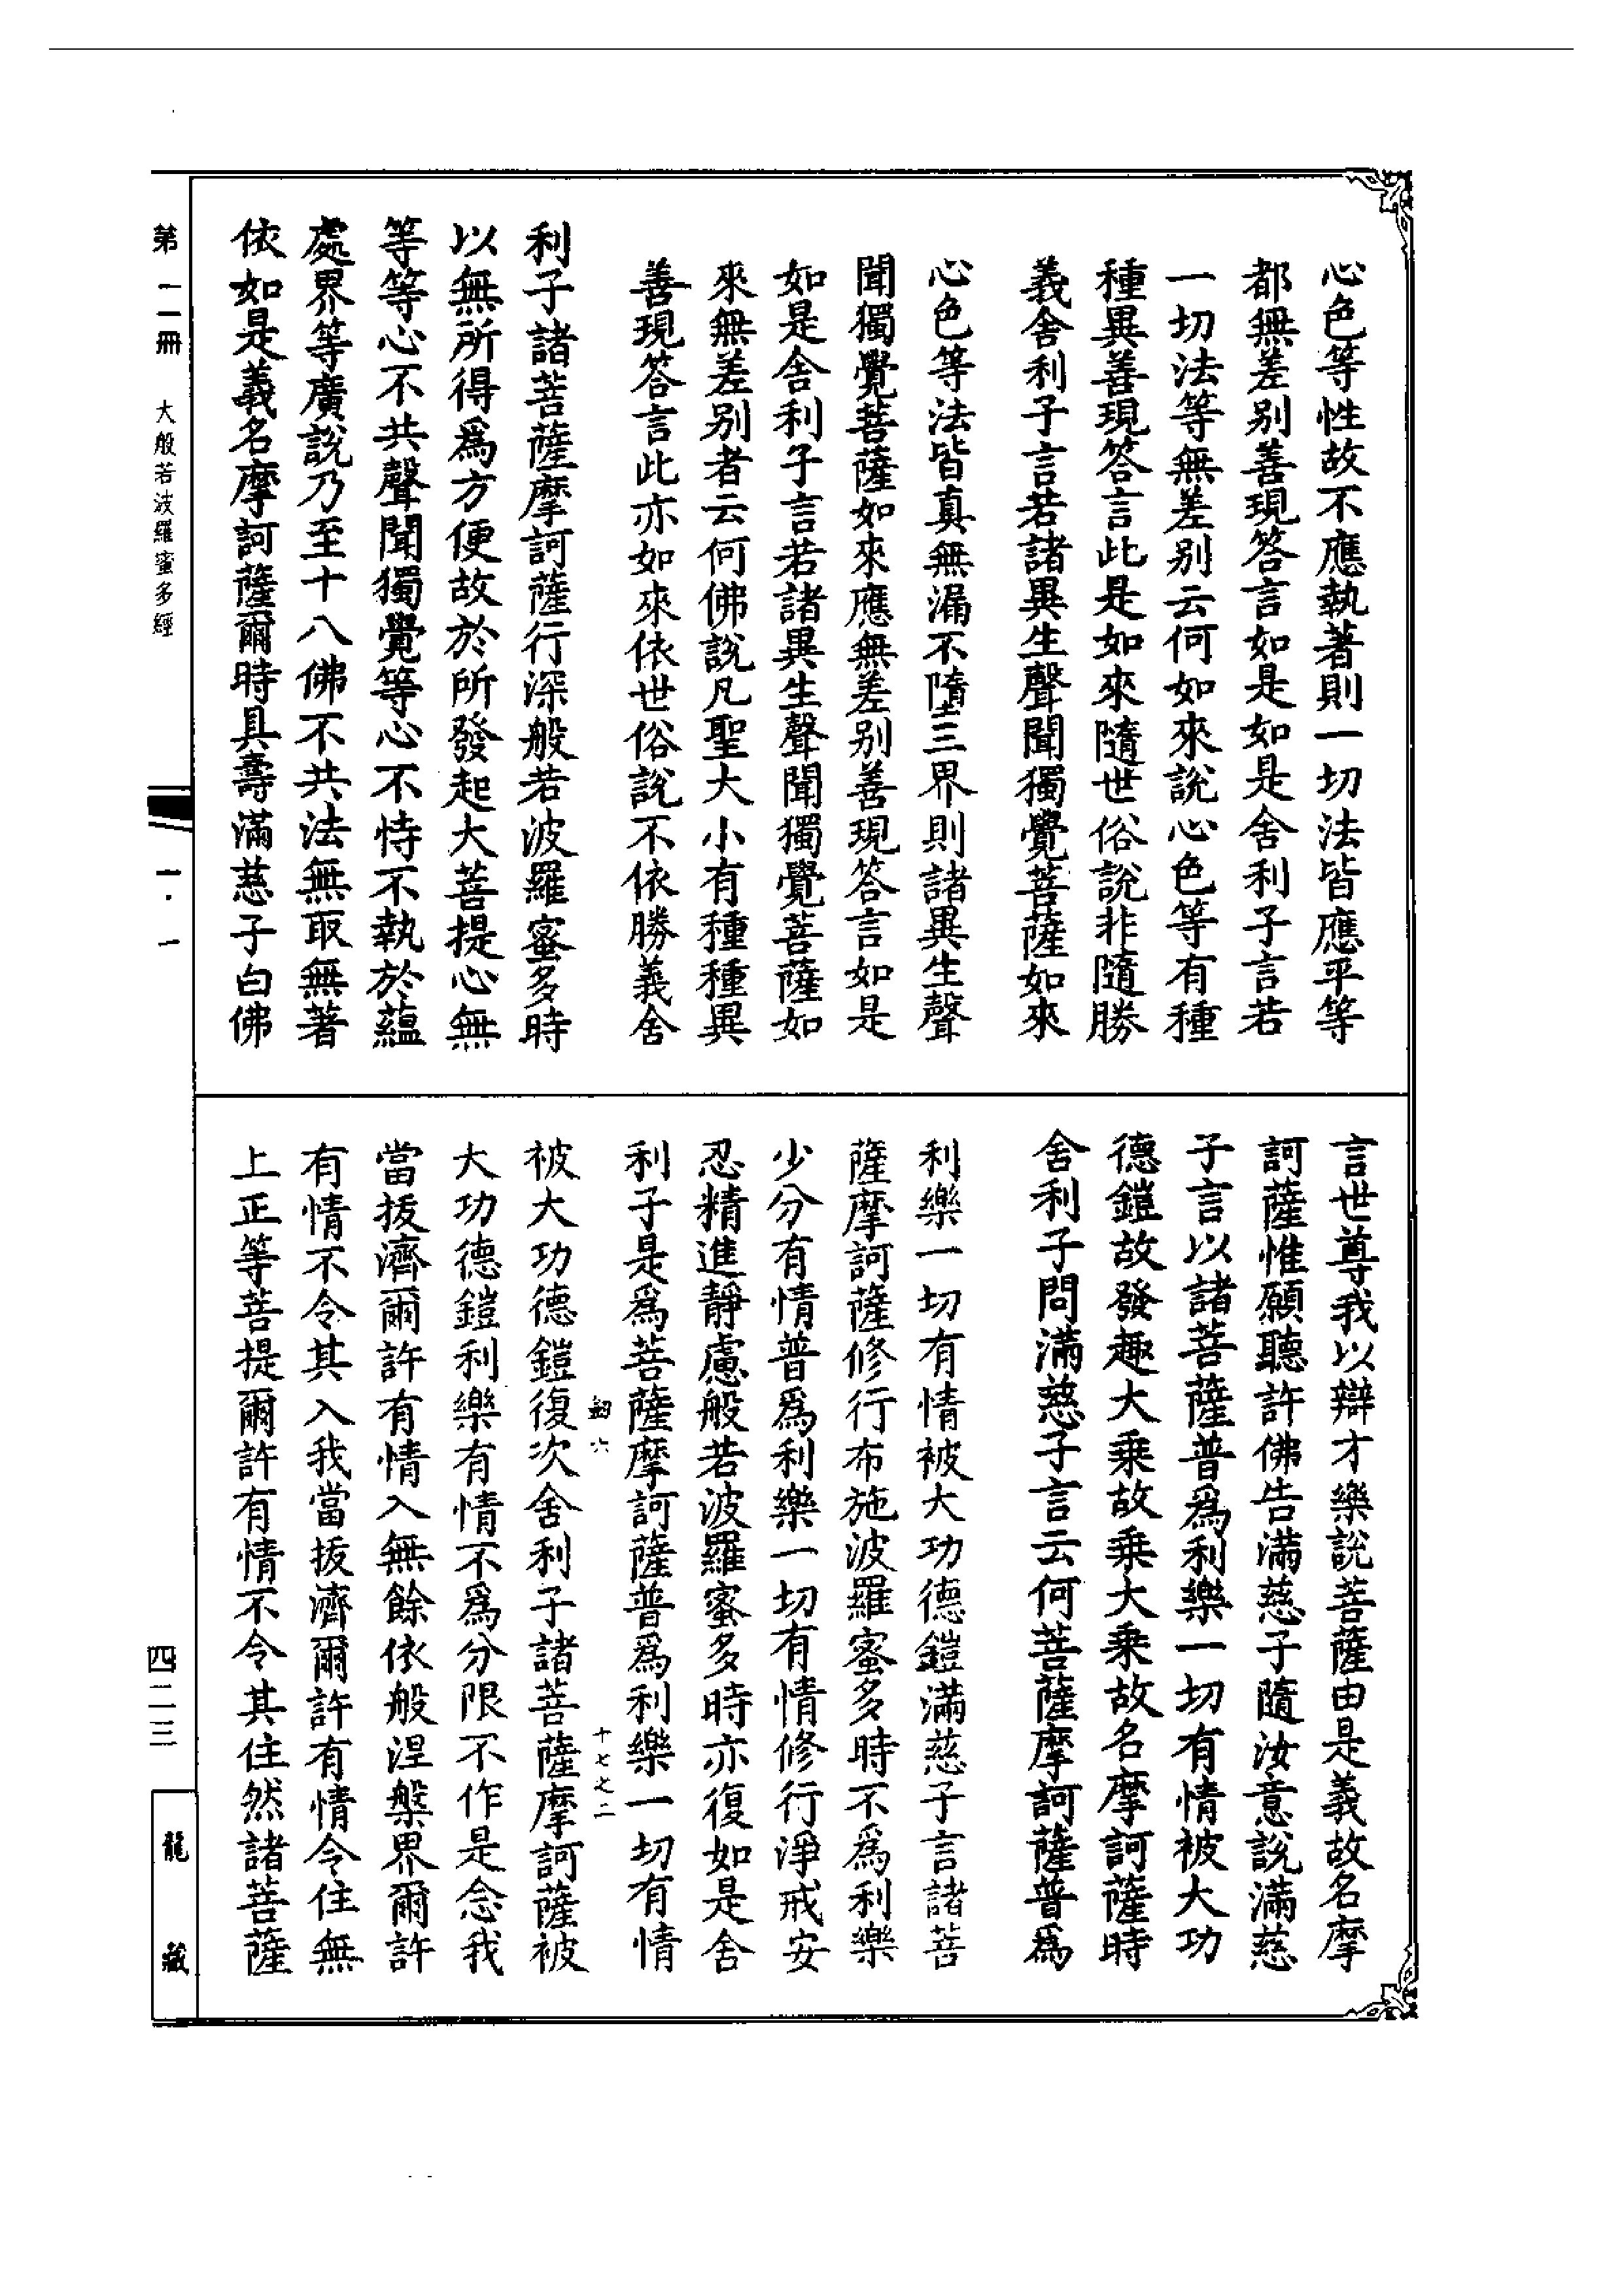 心色等性故不應執著則一切法皆應平等
都無差別善現答言如是如是舍利子言若
一切法等無差別云何如來說心色等有種
種異善現答言此是如來隨世俗說非隨勝
義舍利子言若諸異生聲聞獨覺菩薩如來
心色等法皆真無漏不墮三界則諸異生聲
聞獨覺菩薩如來應無差別善現答言如是
如是舍利子言若諸異生聲聞獨覺菩薩如
來無差別者云何佛說凡聖大小有種種異
善現答言此亦如來依世俗說不依勝義舍
利子諸菩薩摩訶薩行深般若波羅蜜多時
以無所得為方便故於所發起大菩提心無
等等心不共聲聞獨覺等心不恃不執於蘊
處界等廣說乃至十八佛不共法無取無著
依如是義名摩訶薩爾時具壽滿慈子白佛
言世尊我以辯才樂說菩薩由是義故名摩
訶薩惟願聽許佛告滿慈子隨汝意說滿慈
子言以諸菩薩普為利樂一切有情被大功
德鎧故發趣大乘故乘大乘故名摩訶薩時
舍利子問滿慈子言云何菩薩摩訶薩普為
利樂一切有情被大功德鎧滿慈子言諸菩
薩摩訶薩修行布施波羅蜜多時不為利樂
少分有情普為利樂一切有情修行淨戒安
忍精進靜慮般若波羅蜜多時亦復如是舍
利子是為菩薩摩訶薩普為利樂一切有情
六 十七之二
被大功德鎧復次舍利子諸菩薩摩訶薩被
大功德鎧利樂有情不為分限不作是念我
當拔濟爾許有情入無餘依般涅槃界爾許
有情不令其入我當拔濟爾許有情令住無
上正等菩提爾許有情不令其住然諸菩薩
第二冊 大般若波羅蜜多經
四二三
龍藏